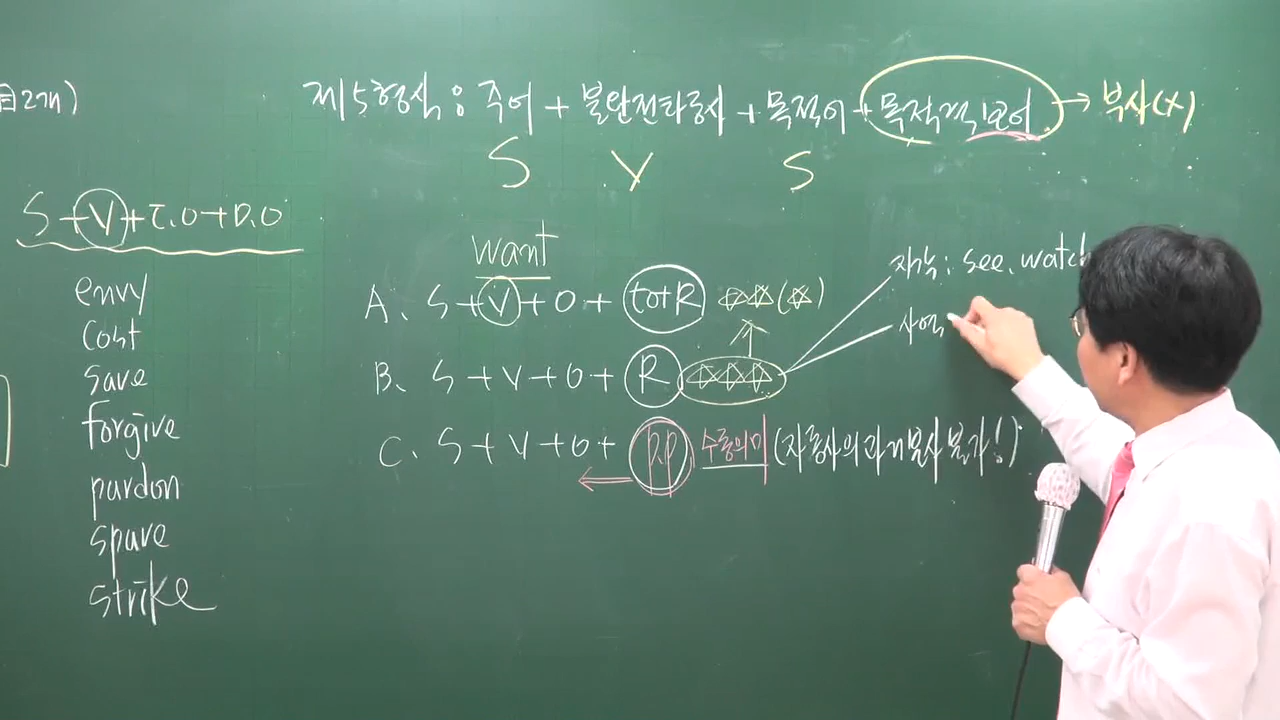 2개)
S+V+I.O+D.O
envy
cost
save
forgive
pardon
spare
strike
제5형식 : 주어 + 불완전타동사 + 목적어 + 목적격 보어 → 부사(X)
S V S
want
A. S+V+O+ to+R ☆☆(☆)
B. S+V+O+ R ☆☆☆
지각: see, watch
사역
C. S+V+O+ p.p 수동의미 (자동사의 과거분사 불가!)